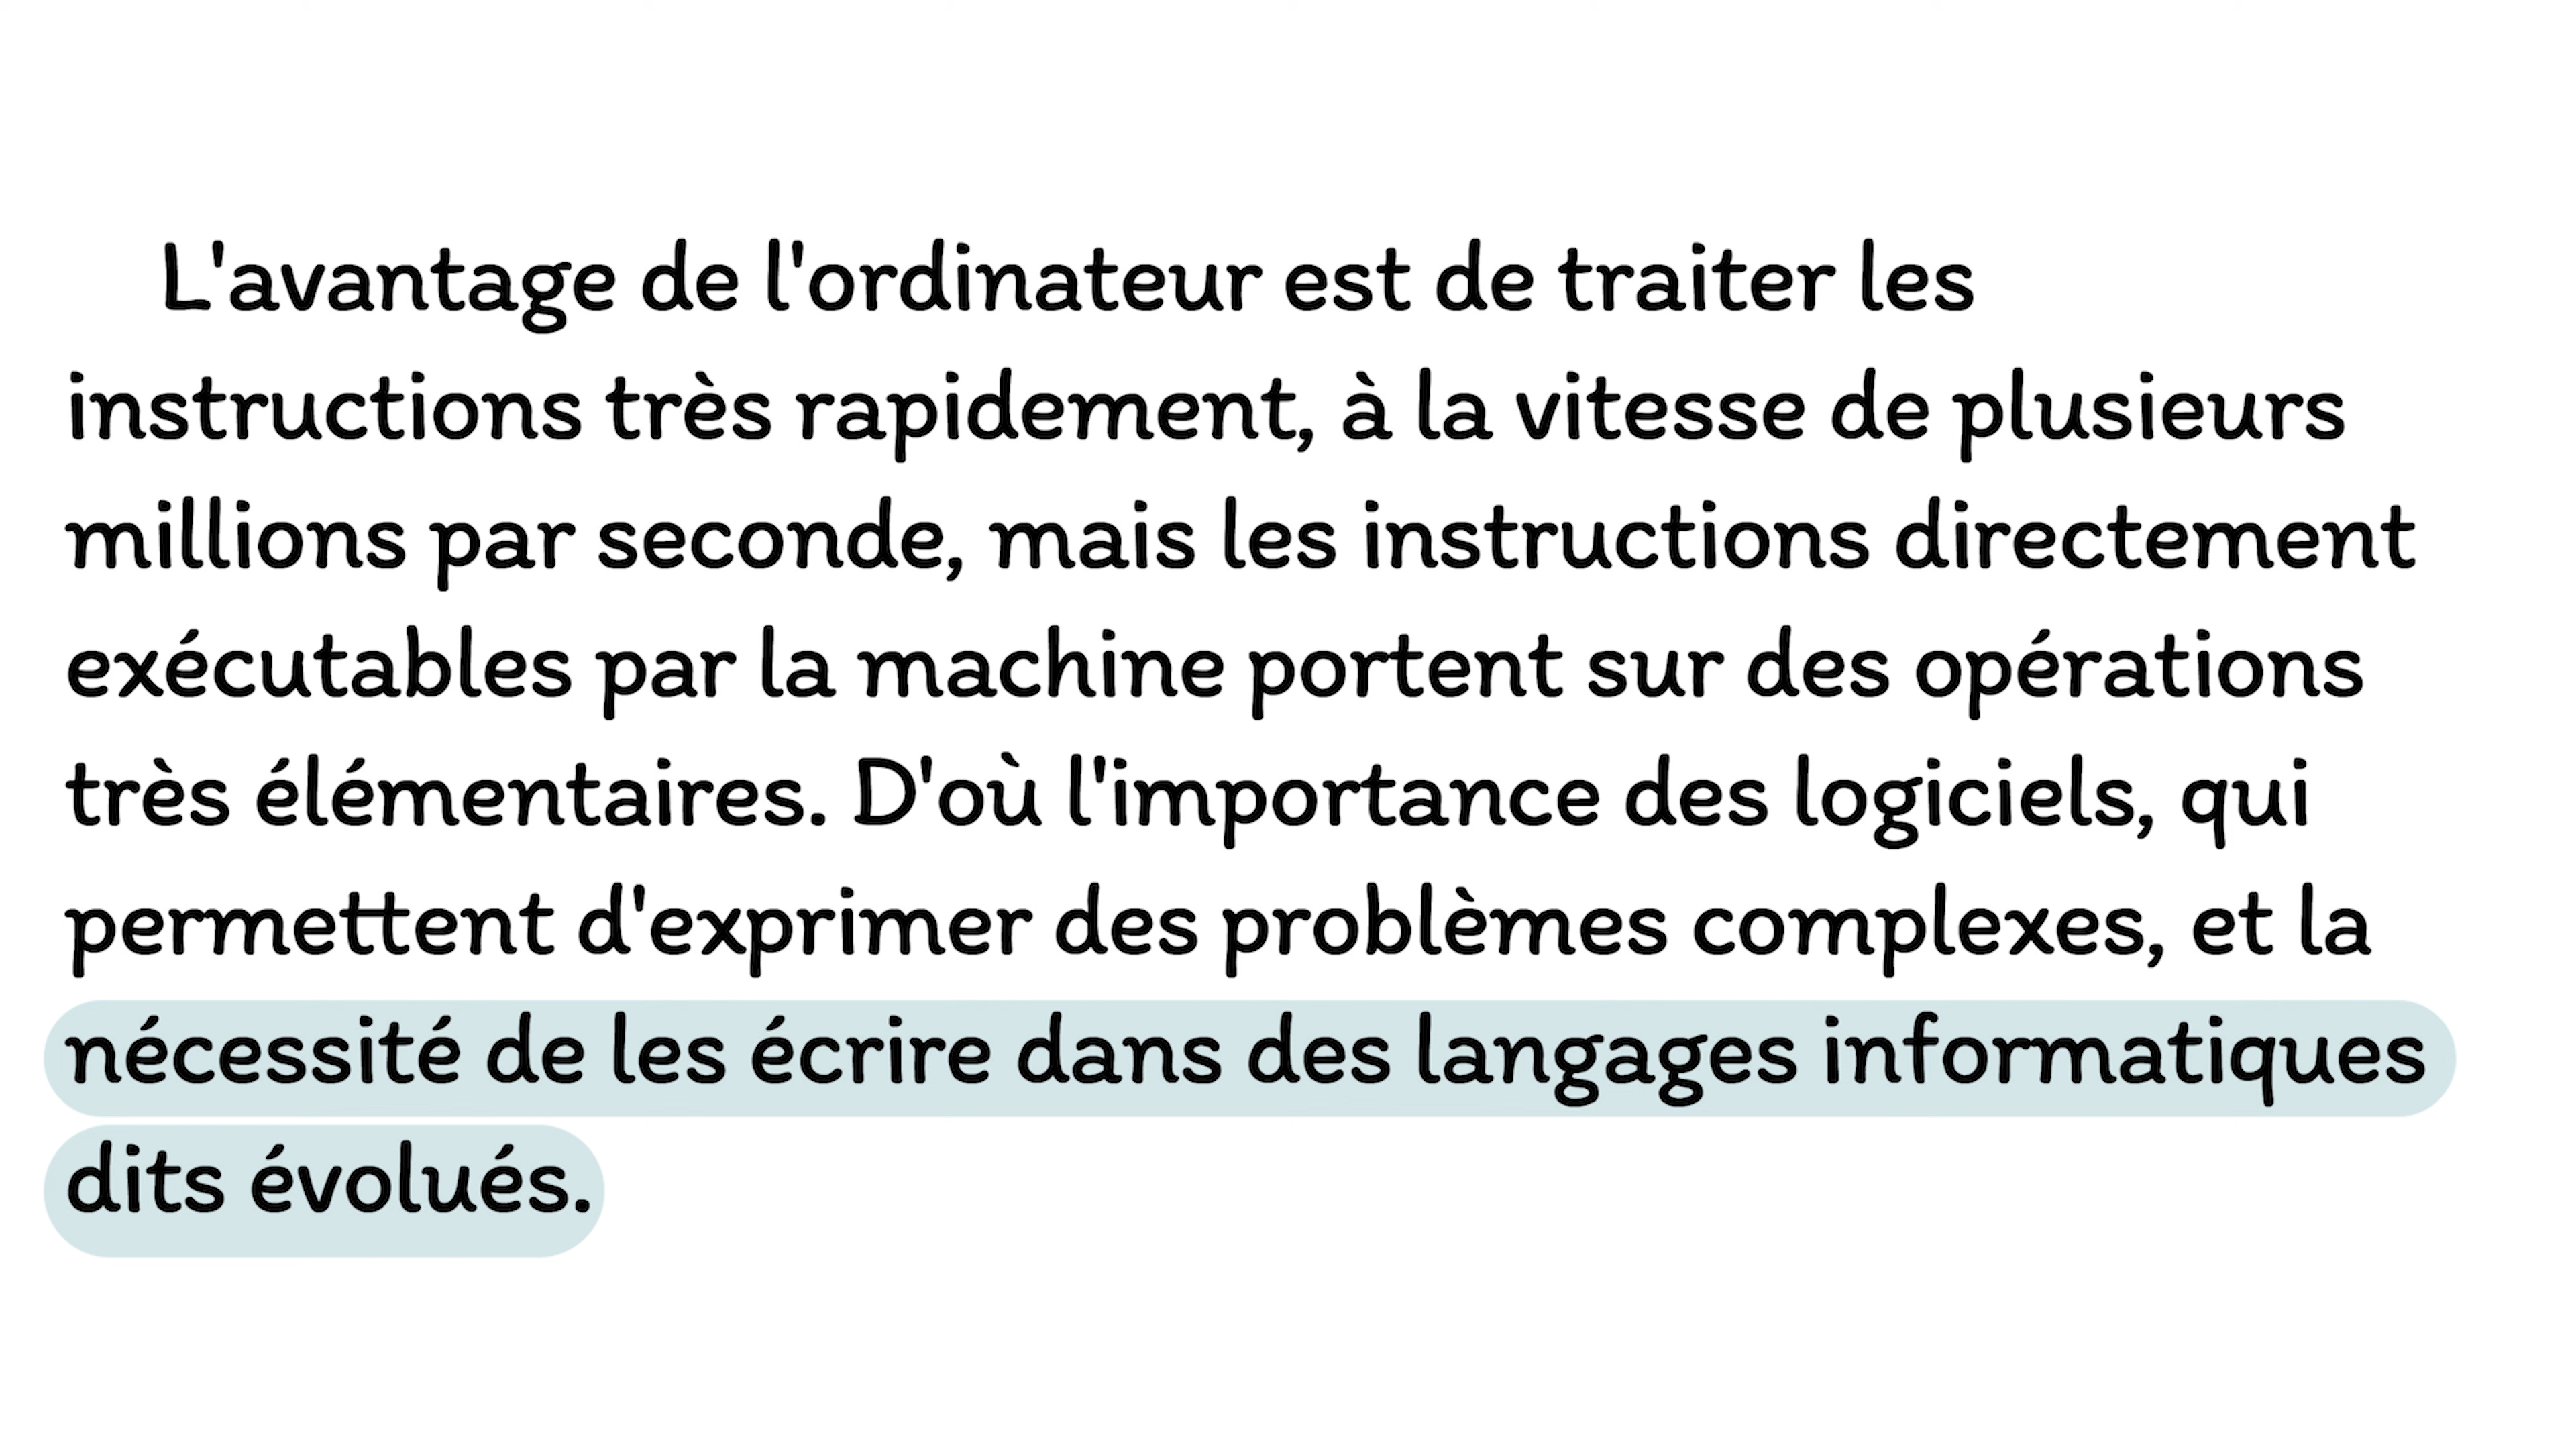 L'avantage de l'ordinateur est de traiter les
instructions très rapidement, à la vitesse de plusieurs
millions par seconde, mais les instructions directement
exécutables par la machine portent sur des opérations
très élémentaires. D'où l'importance des logiciels, qui
permettent d'exprimer des problèmes complexes, et la
nécessité de les écrire dans des langages informatiques
dits évolués.